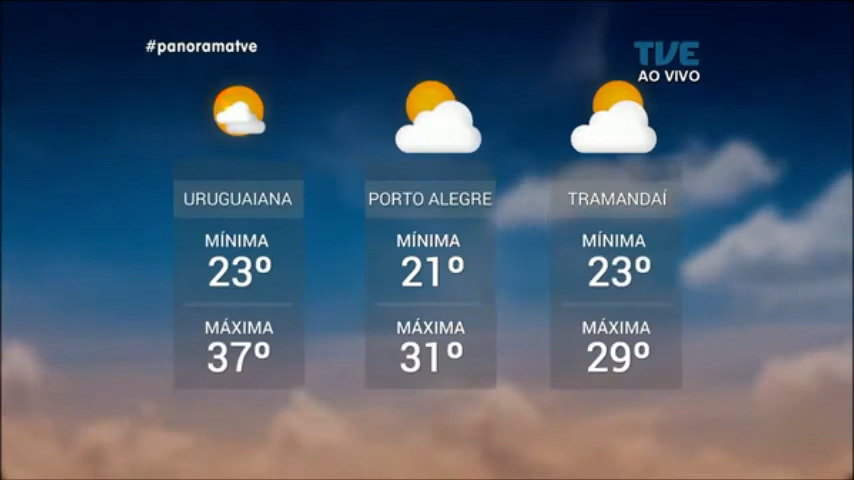 #panoramatve
TVE
AO VIVO
URUGUAIANA
MÍNIMA
23º
MÁXIMA
37º
PORTO ALEGRE
MÍNIMA
21º
MÁXIMA
31º
TRAMANDAÍ
MÍNIMA
23º
MÁXIMA
29º